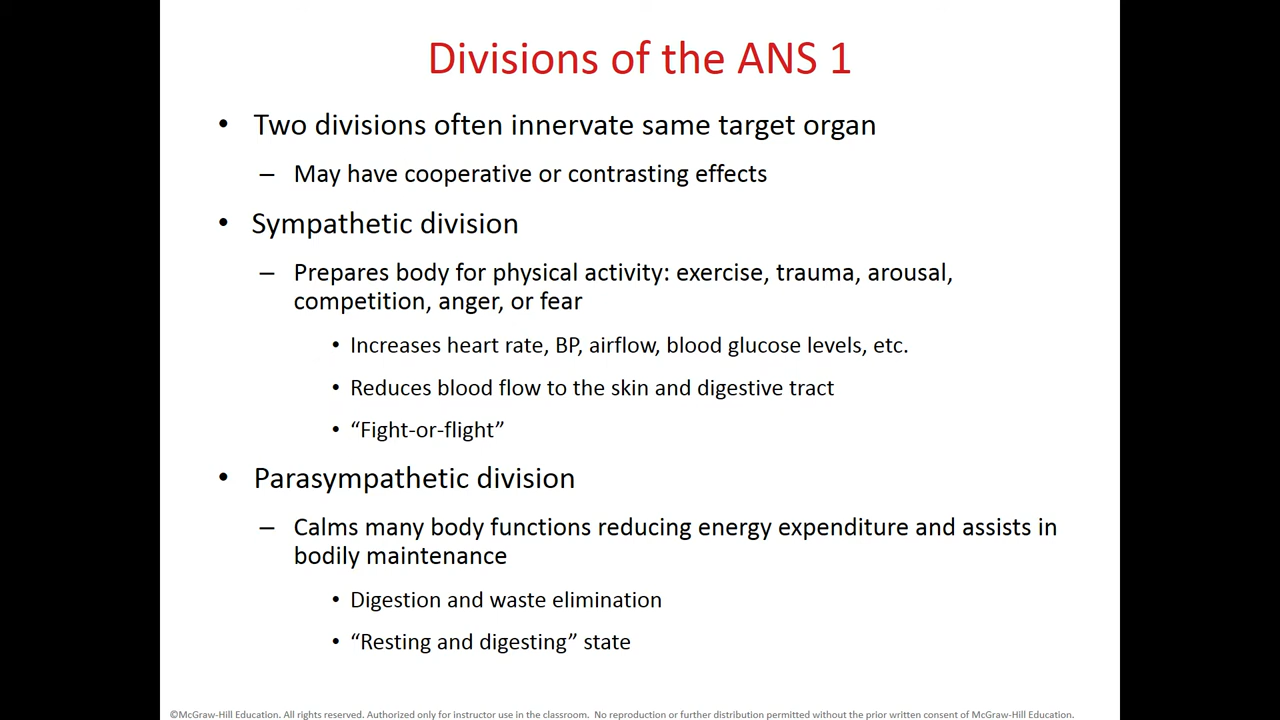 Divisions of the ANS 1
• Two divisions often innervate same target organ
– May have cooperative or contrasting effects
• Sympathetic division
– Prepares body for physical activity: exercise, trauma, arousal,
competition, anger, or fear
• Increases heart rate, BP, airflow, blood glucose levels, etc.
• Reduces blood flow to the skin and digestive tract
• “Fight-or-flight”
• Parasympathetic division
– Calms many body functions reducing energy expenditure and assists in
bodily maintenance
• Digestion and waste elimination
• “Resting and digesting” state
©McGraw-Hill Education. All rights reserved. Authorized only for instructor use in the classroom. No reproduction or further distribution permitted without the prior written consent of McGraw-Hill Education.